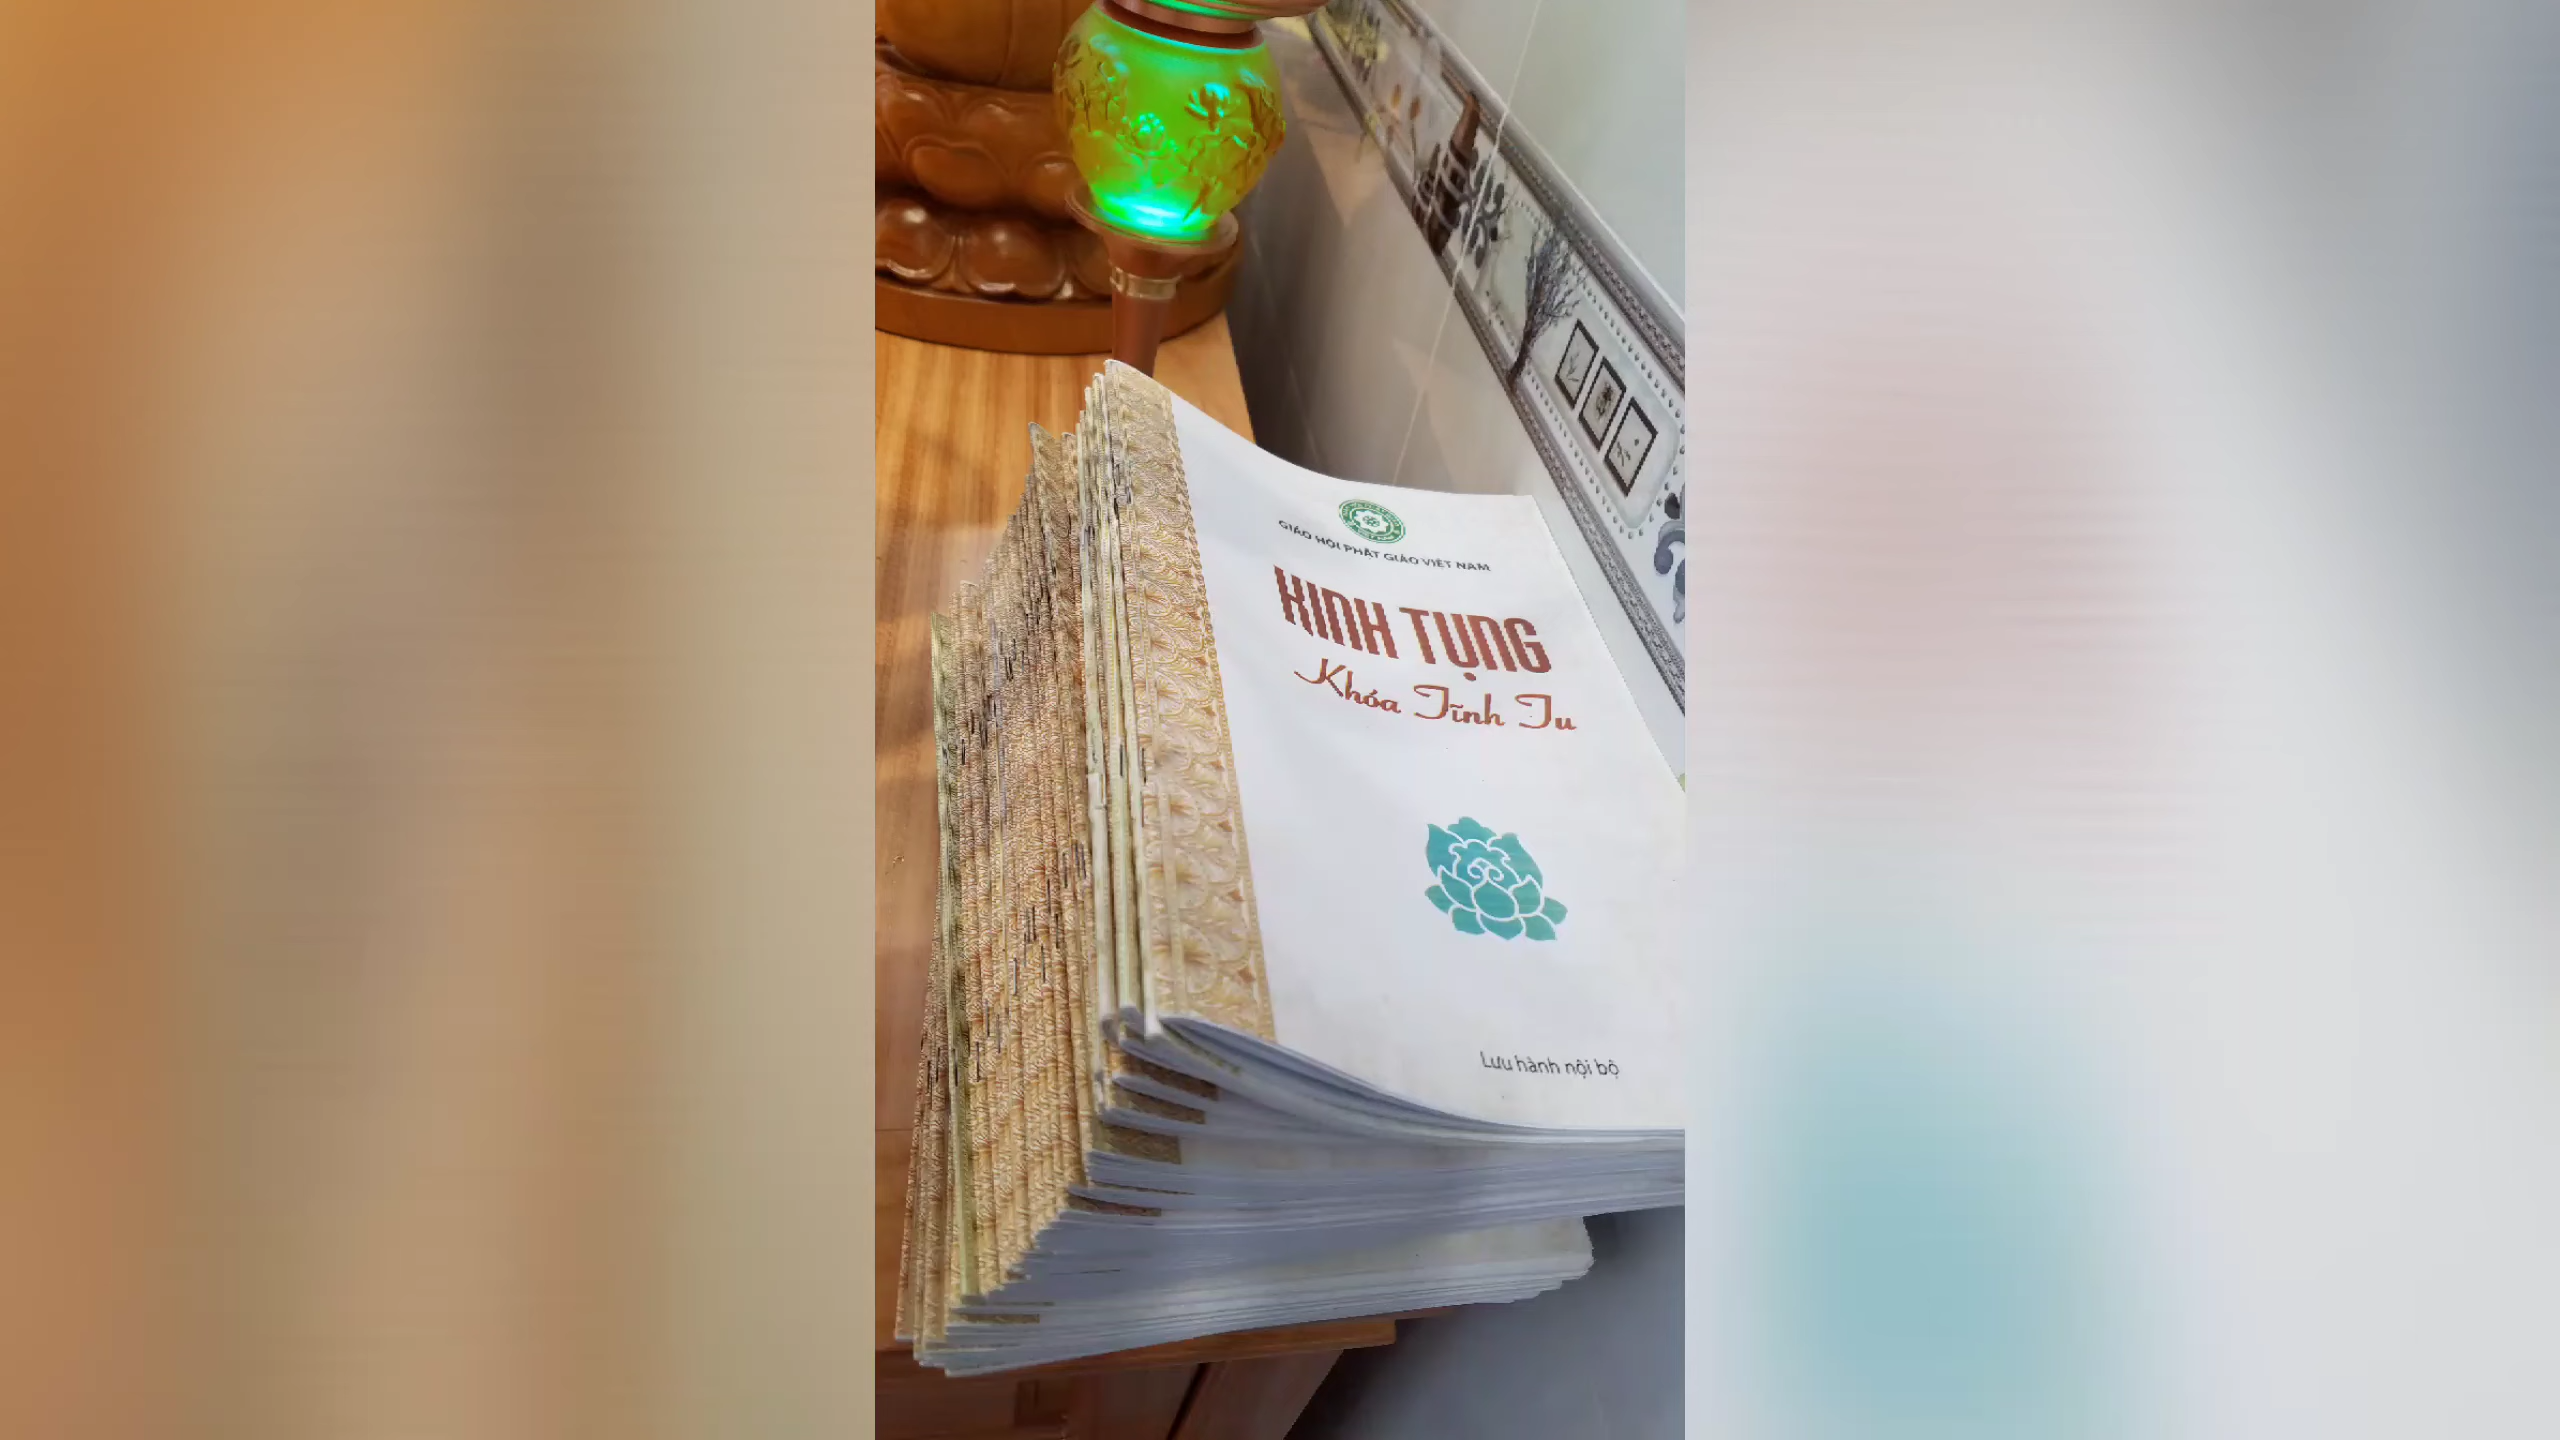 GIÁO HỘI PHẬT GIÁO VIỆT NAM
KINH TỤNG
Khóa Tĩnh Tu
Lưu hành nội bộ